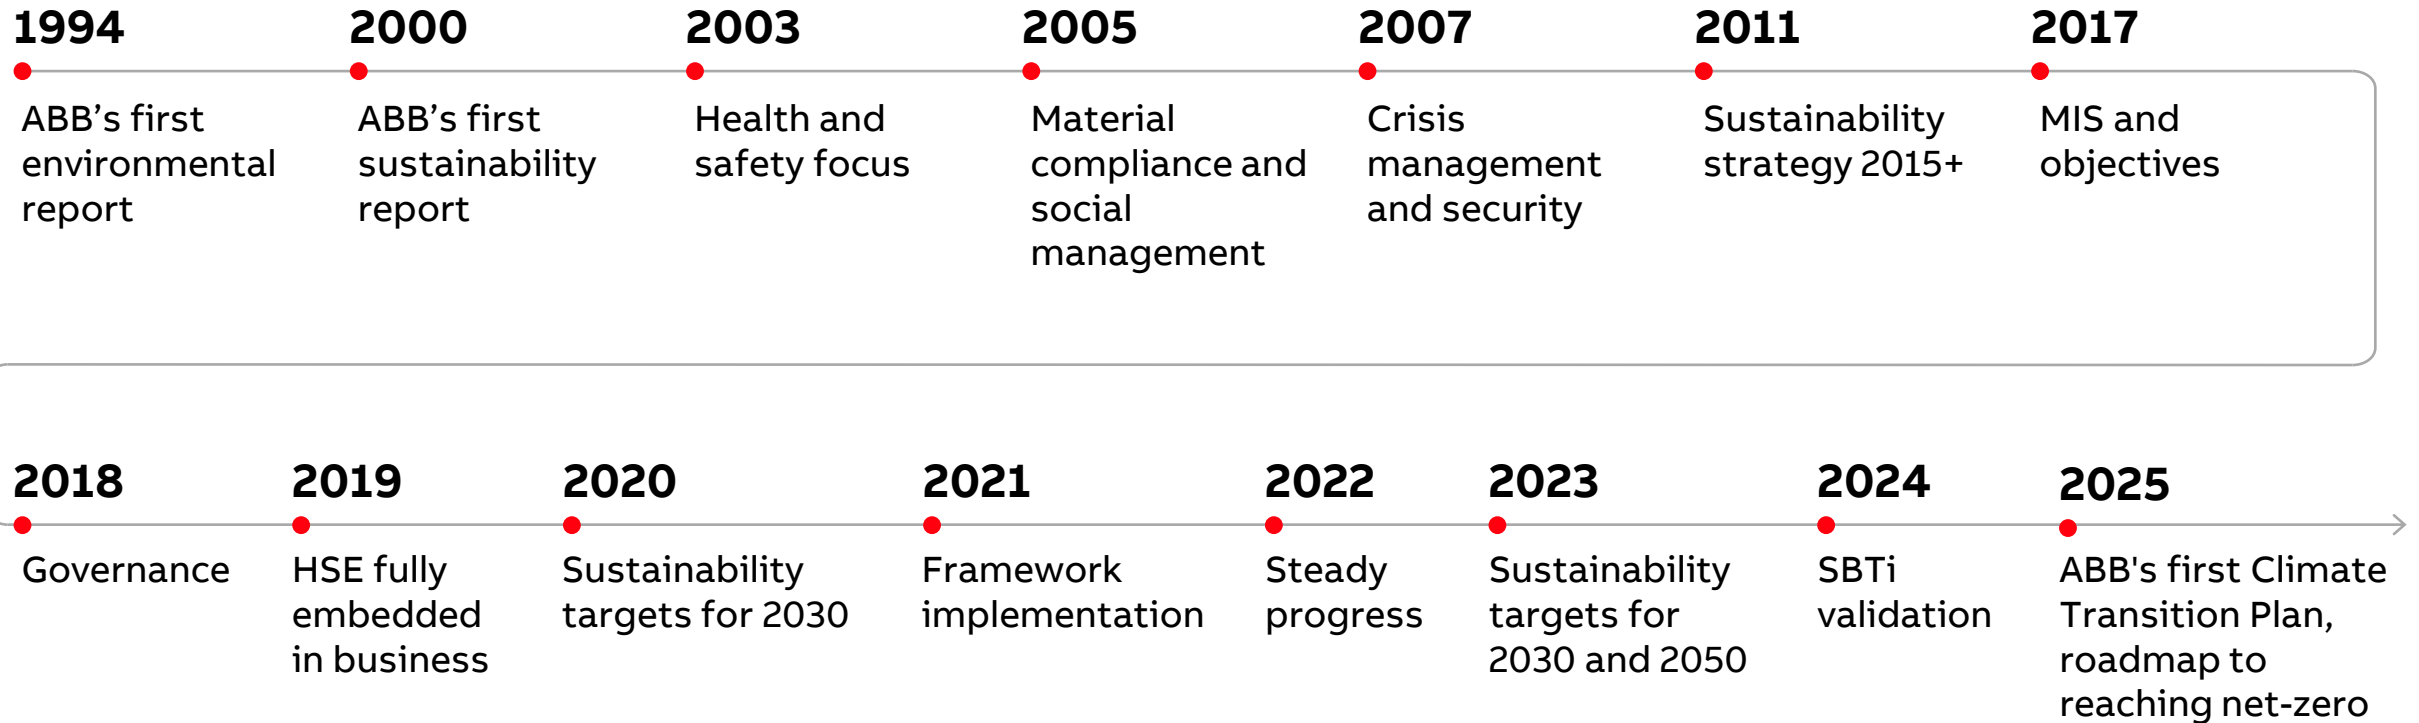 1994
ABB’s first
environmental
report
2000
ABB’s first
sustainability
report
2003
Health and
safety focus
2005
Material
compliance and
social
management
2007
Crisis
management
and security
2011
Sustainability
strategy 2015+
2017
MIS and
objectives
2018
Governance
2019
HSE fully
embedded
in business
2020
Sustainability
targets for 2030
2021
Framework
implementation
2022
Steady
progress
2023
Sustainability
targets for
2030 and 2050
2024
SBTi
validation
2025
ABB's first Climate
Transition Plan,
roadmap to
reaching net-zero